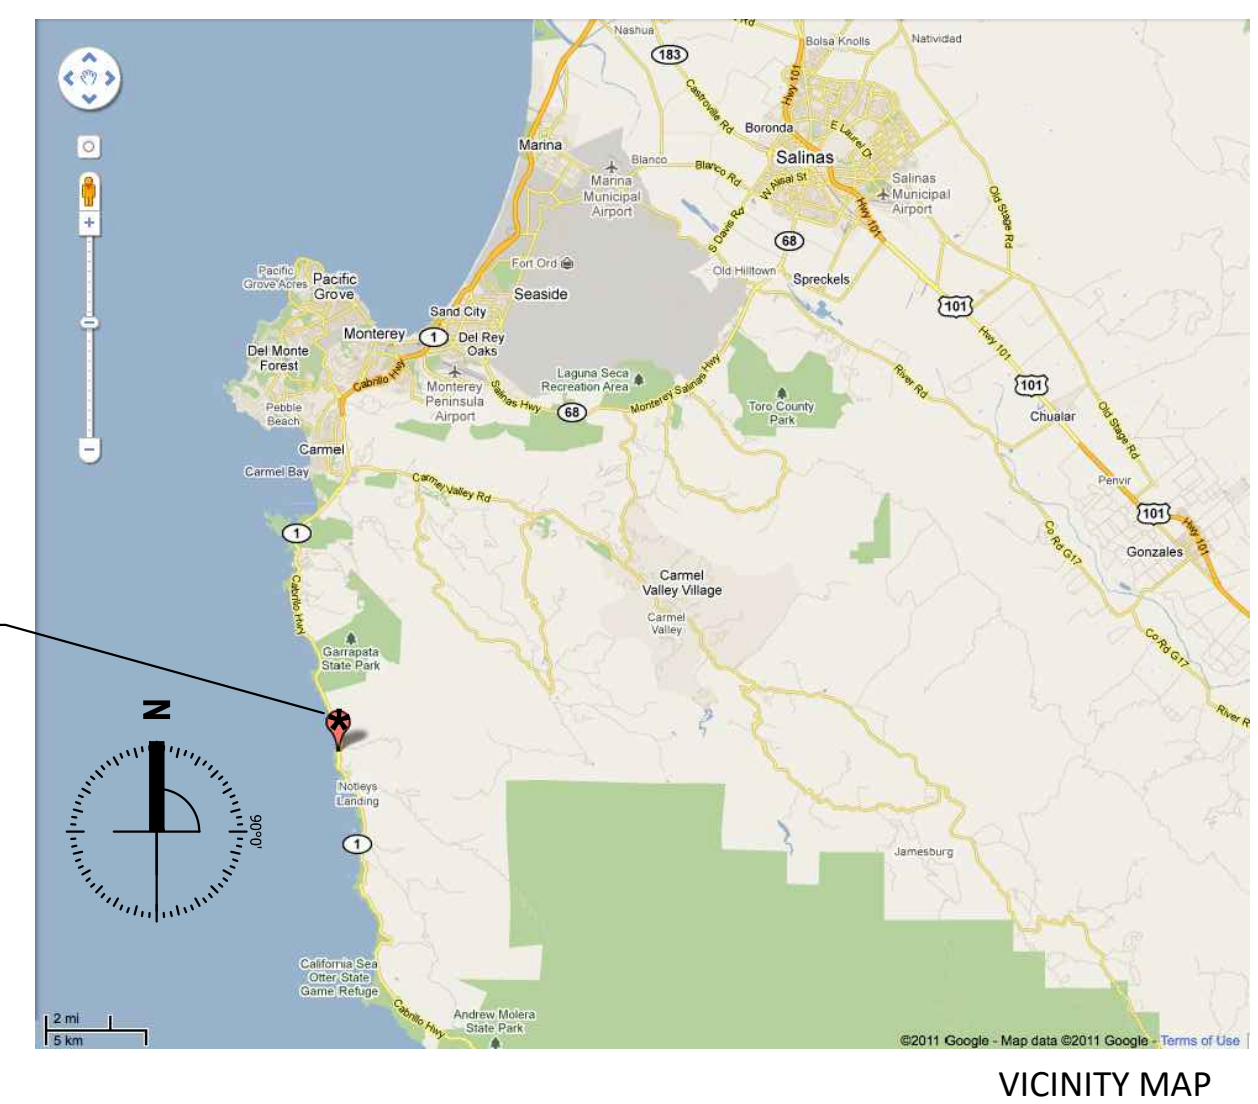 Nashua
Rd
Bolsa Knolls
Natividad
183
Hwy 101
Castroville Rd
Boronda
E Laurel Dr
Marina
Blanco
Blanco Rd
Salinas
Marina
Municipal
Airport
W Alisal St
Salinas
Municipal
Airport
Hwy 101
Old Stage Rd
S Davis Rd
68
Fort Ord
Old Hilltown
Spreckels
Pacific
Grove Acres
Pacific
Grove
Seaside
101
Sand City
Monterey
1
Del Rey
Oaks
Hwy 101
Del Monte
Forest
Cabrillo Hwy
Monterey
Peninsula
Airport
Salinas Hwy
Laguna Seca
Recreation Area
Monterey Salinas Hwy
68
River Rd
101
Toro County
Park
Chualar
Old Stage Rd
Pebble
Beach
Carmel
Carmel Bay
Carmel Valley Rd
Penvir
101
Hwy 101
1
Co Rd G17
Gonzales
Cabrillo Hwy
Carmel
Valley Village
Carmel
Valley
Garrapata
State Park
Co Rd G17
River R
N
*
Notleys
Landing
90°0'
1
Jamesburg
California Sea
Otter State
Game Refuge
Cabrillo Hwy
Andrew Molera
State Park
2 mi
5 km
©2011 Google - Map data ©2011 Google - Terms of Use
VICINITY MAP